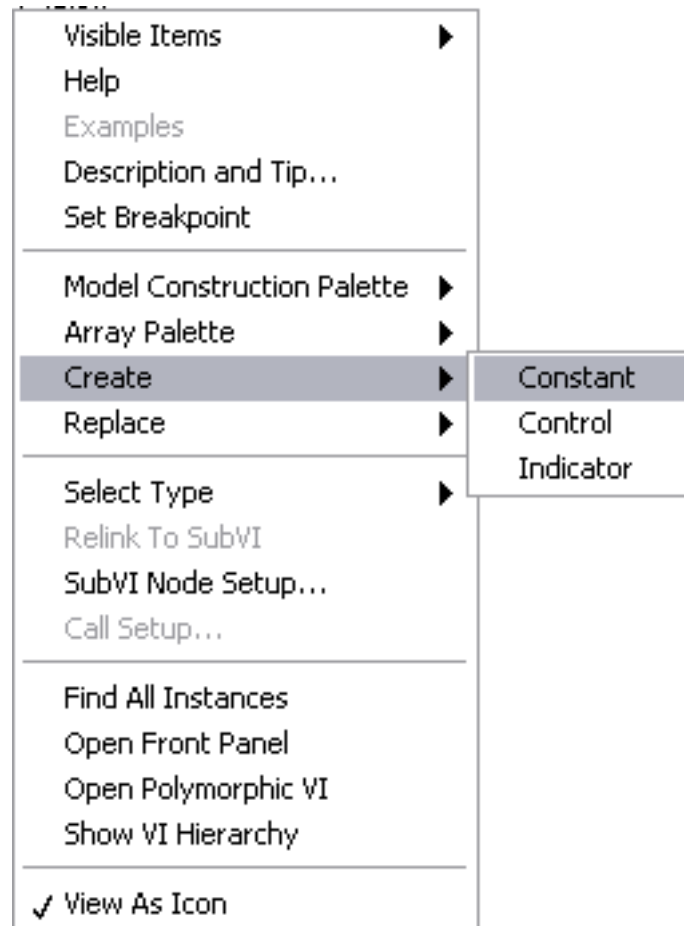 Visible Items
Help
Examples
Description and Tip...
Set Breakpoint
Model Construction Palette
Array Palette
Create
Constant
Replace
Control
Indicator
Select Type
Relink To SubVI
SubVI Node Setup...
Call Setup...
Find All Instances
Open Front Panel
Open Polymorphic VI
Show VI Hierarchy
View As Icon